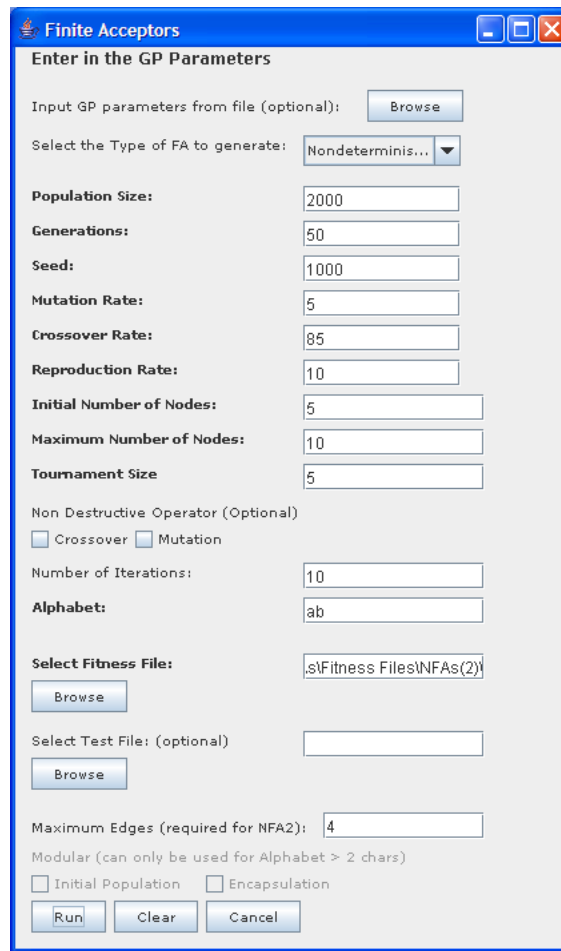 Finite Acceptors
Enter in the GP Parameters
Input GP parameters from file (optional): Browse
Select the Type of FA to generate: Nondeterminis...
Population Size: 2000
Generations: 50
Seed: 1000
Mutation Rate: 5
Crossover Rate: 85
Reproduction Rate: 10
Initial Number of Nodes: 5
Maximum Number of Nodes: 10
Tournament Size 5
Non Destructive Operator (Optional)
Crossover Mutation
Number of Iterations: 10
Alphabet: ab
Select Fitness File: .s\Fitness Files\NFAs(2)\
Browse
Select Test File: (optional)
Browse
Maximum Edges (required for NFA2): 4
Modular (can only be used for Alphabet > 2 chars)
Initial Population Encapsulation
Run Clear Cancel